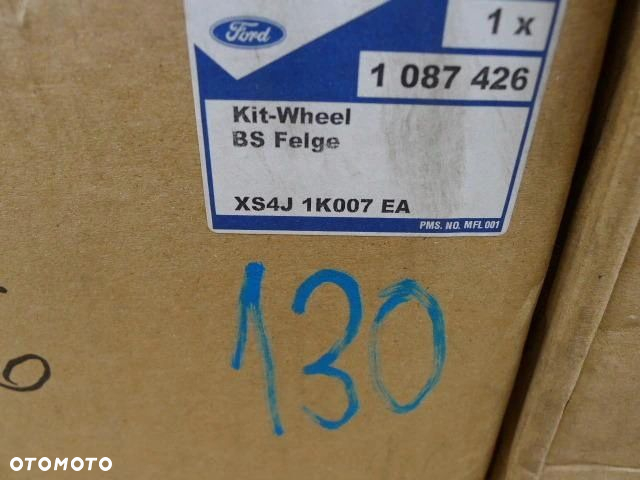 Ford
1 x
1 087 426
Kit-Wheel
BS Felge
XS4J 1K007 EA
PMS. NO. MFL 001
130
OTOMOTO